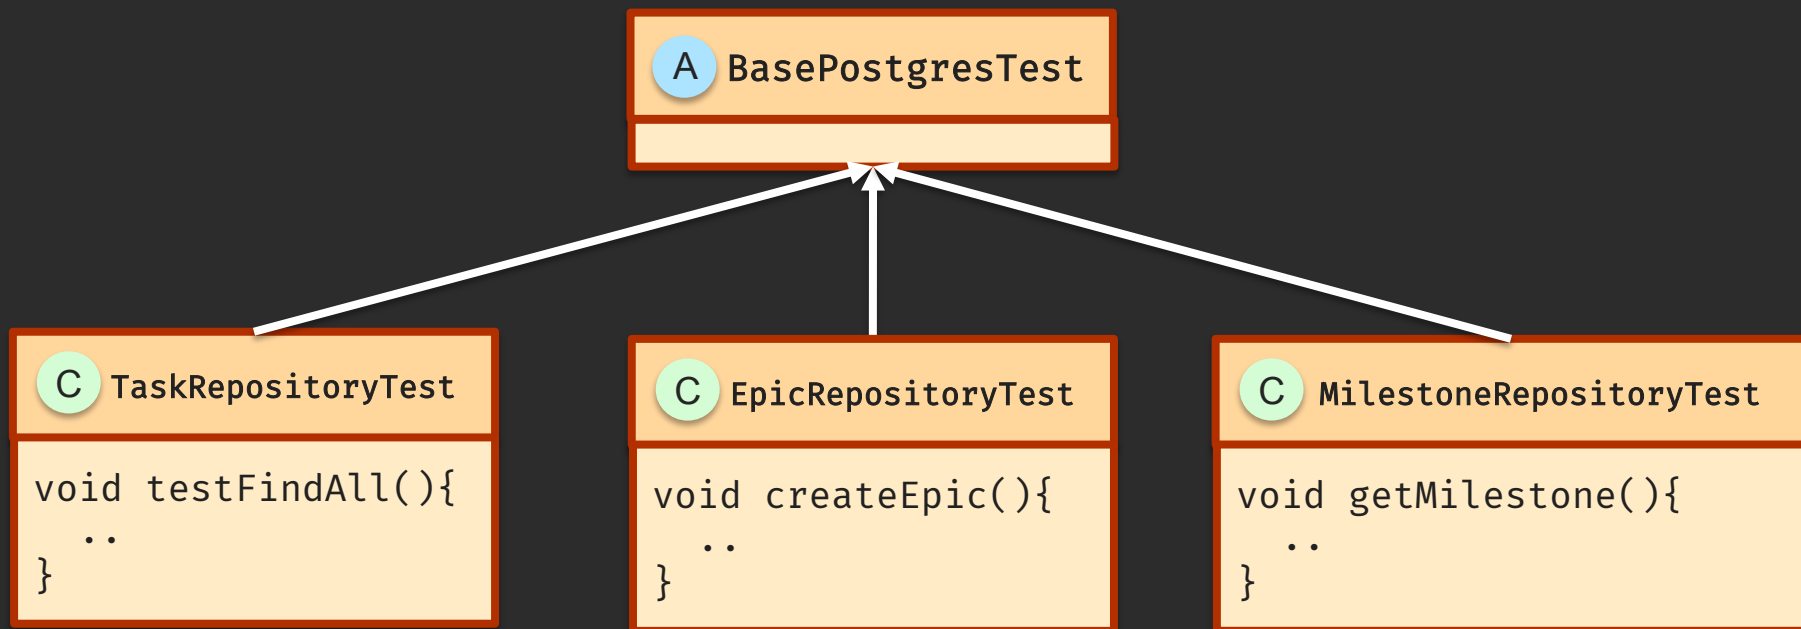 A BasePostgresTest
C TaskRepositoryTest
void testFindAll(){
..
}
C EpicRepositoryTest
void createEpic(){
..
}
C MilestoneRepositoryTest
void getMilestone(){
..
}